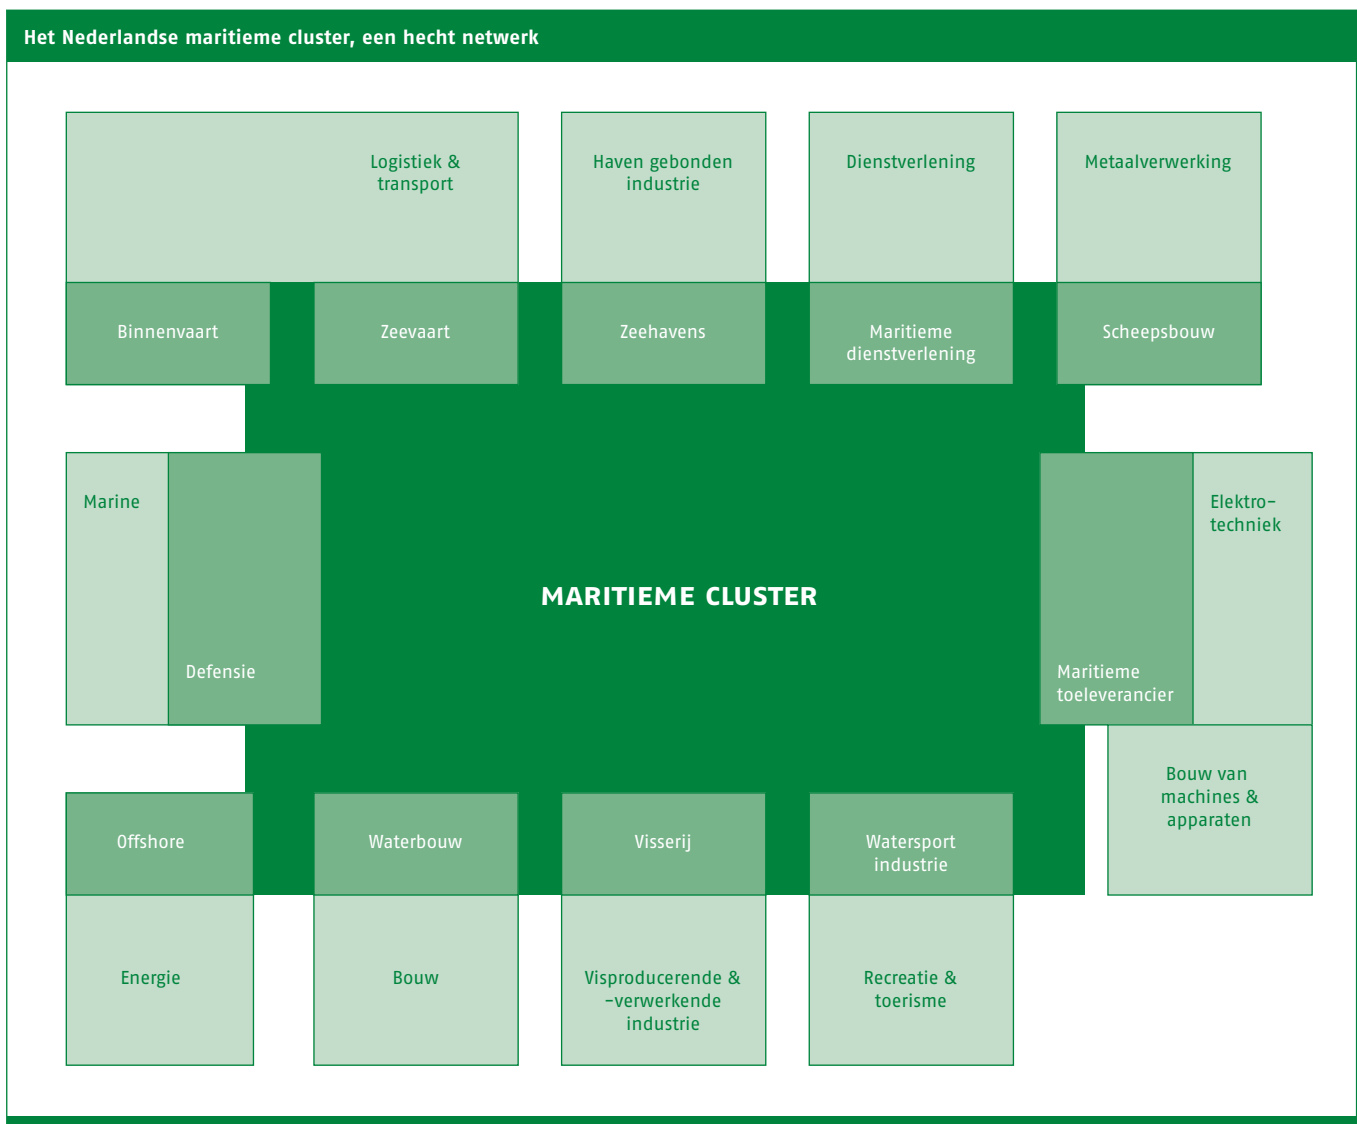 Het Nederlandse maritieme cluster, een hecht netwerk
Logistiek &
transport
Haven gebonden
industrie
Dienstverlening
Metaalverwerking
Binnenvaart
Zeevaart
Zeehavens
Maritieme
dienstverlening
Scheepsbouw
Marine
Defensie
MARITIEME CLUSTER
Maritieme
toeleverancier
Elektro-
techniek
Bouw van
machines &
apparaten
Offshore
Waterbouw
Visserij
Watersport
industrie
Energie
Bouw
Visproducerende &
-verwerkende
industrie
Recreatie &
toerisme